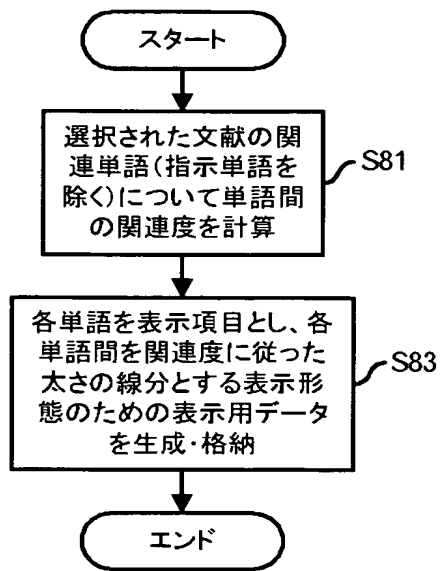 スタート
選択された文献の関
連単語(指示単語を
除く)について単語間
の関連度を計算
S81
各単語を表示項目とし、各
単語間を関連度に従った
太さの線分とする表示形
態のための表示用データ
を生成・格納
S83
エンド